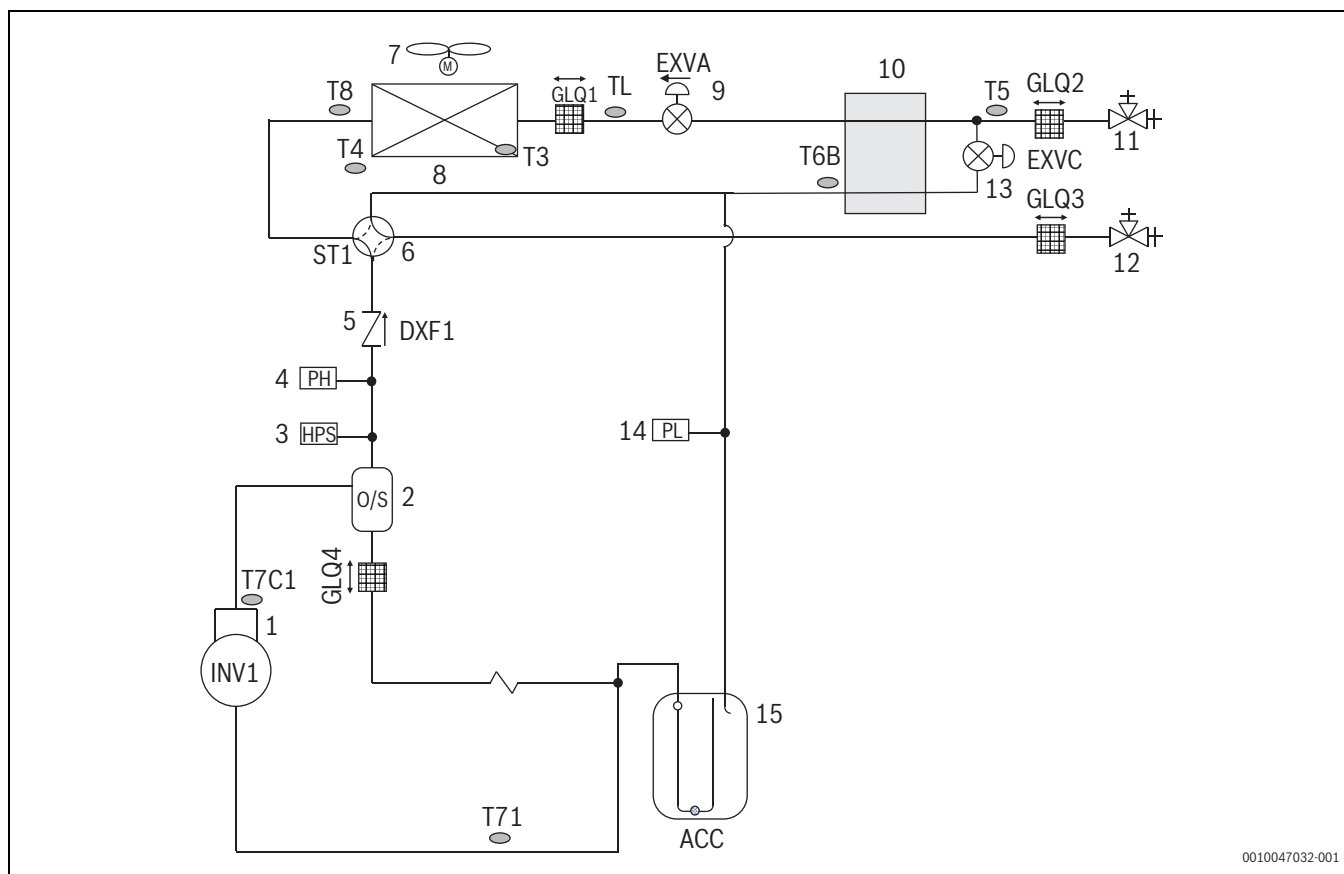 7
M
T8
GLQ1
TL
EXVA
9
10
T5
GLQ2
11
T4
T3
8
T6B
EXVC
13
GLQ3
ST1
6
12
5
DXF1
4
PH
3
HPS
14
PL
O/S
2
GLQ4
T7C1
1
INV1
15
T71
ACC
0010047032-001